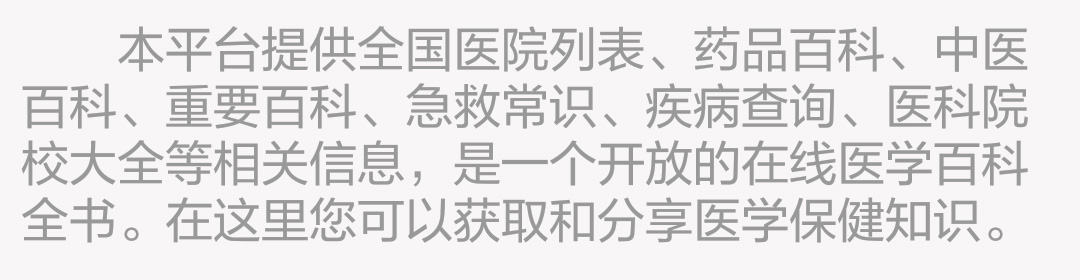 本平台提供全国医院列表、药品百科、中医
百科、重要百科、急救常识、疾病查询、医科院
校大全等相关信息，是一个开放的在线医学百科
全书。在这里您可以获取和分享医学保健知识。